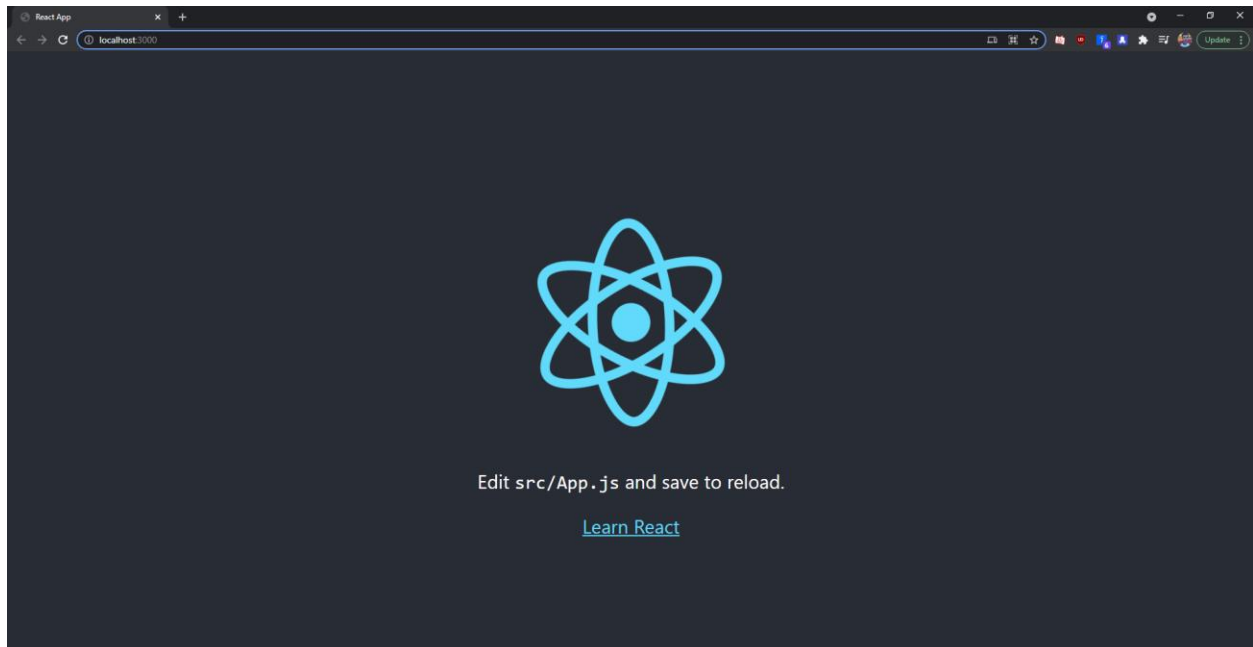 React App
localhost:3000
Update
Edit src/App.js and save to reload.
Learn React